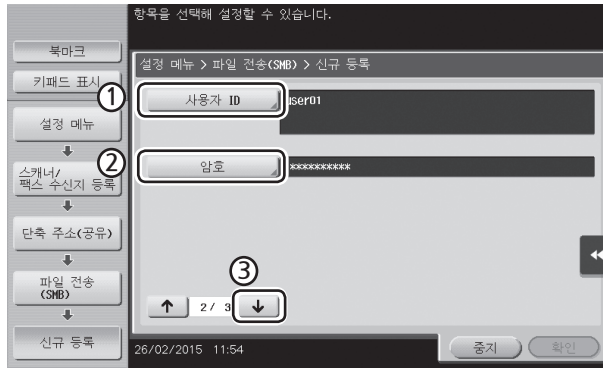 항목을 선택해 설정할 수 있습니다.
북마크
키패드 표시
설정 메뉴
스캐너/
팩스 수신지 등록
단축 주소(공유)
파일 전송
(SMB)
신규 등록
설정 메뉴 > 파일 전송(SMB) > 신규 등록
①
사용자 ID
user01
②
암호
**********
③
↑ 2/ 3 ↓
26/02/2015 11:54
중지
확인